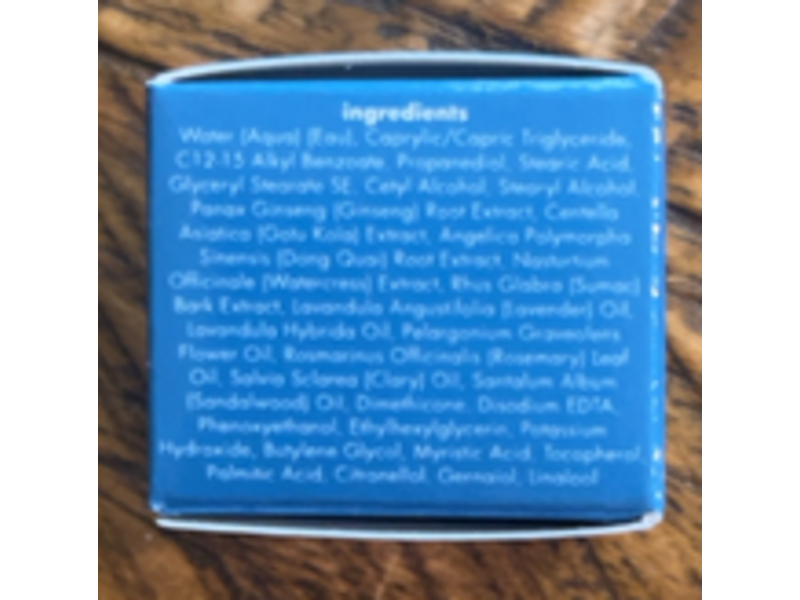 ingredients
Water (Aqua) (Eau), Caprylic/Capric Triglyceride,
C12-15 Alkyl Benzoate, Propanediol, Stearic Acid,
Glyceryl Stearate SE, Cetyl Alcohol, Stearyl Alcohol,
Panax Ginseng (Ginseng) Root Extract, Centella
Asiatica (Gotu Kola) Extract, Angelica Polymorpha
Sinensis (Dong Quai) Root Extract, Nasturtium
Officinale (Watercress) Extract, Rhus Glabra (Sumac)
Bark Extract, Lavandula Angustifolia (Lavender) Oil,
Lavandula Hybrida Oil, Pelargonium Graveolens
Flower Oil, Rosmarinus Officinalis (Rosemary) Leaf
Oil, Salvia Sclarea (Clary) Oil, Santalum Album
(Sandalwood) Oil, Dimethicone, Disodium EDTA,
Phenoxyethanol, Ethylhexylglycerin, Potassium
Hydroxide, Butylene Glycol, Myristic Acid, Tocopherol,
Palmitic Acid, Citronellol, Geraniol, Linalool